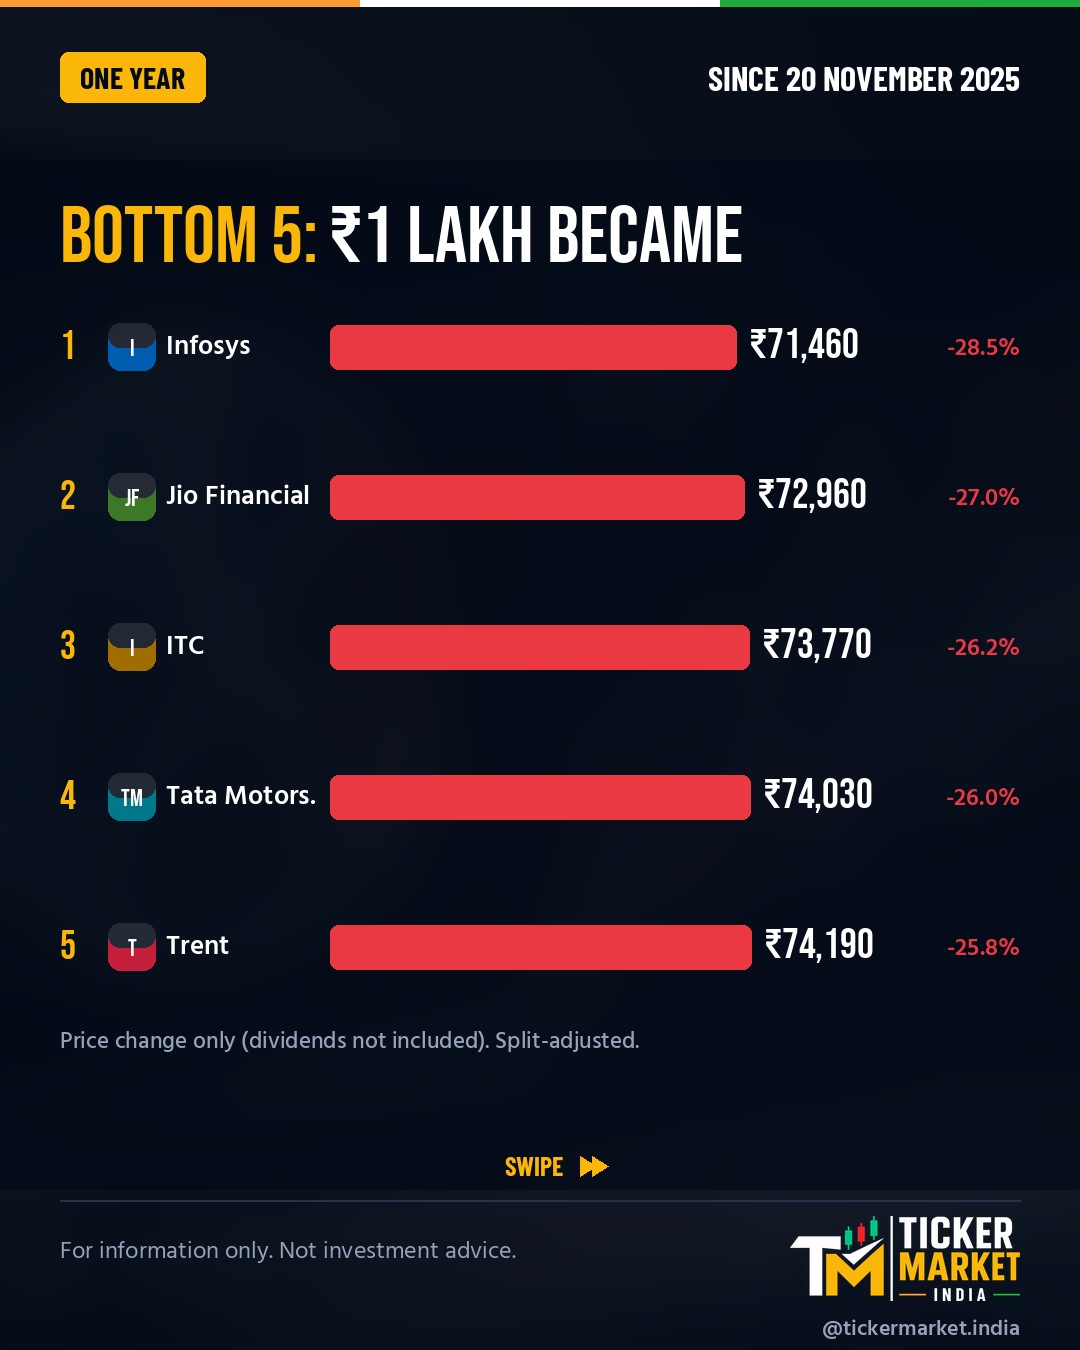 ONE YEAR
SINCE 20 NOVEMBER 2025
BOTTOM 5: ₹1 LAKH BECAME
1 I Infosys ₹71,460 -28.5%
2 JF Jio Financial ₹72,960 -27.0%
3 I ITC ₹73,770 -26.2%
4 TM Tata Motors. ₹74,030 -26.0%
5 T Trent ₹74,190 -25.8%
Price change only (dividends not included). Split-adjusted.
SWIPE
For information only. Not investment advice.
TM TICKER
MARKET
INDIA
@tickermarket.india